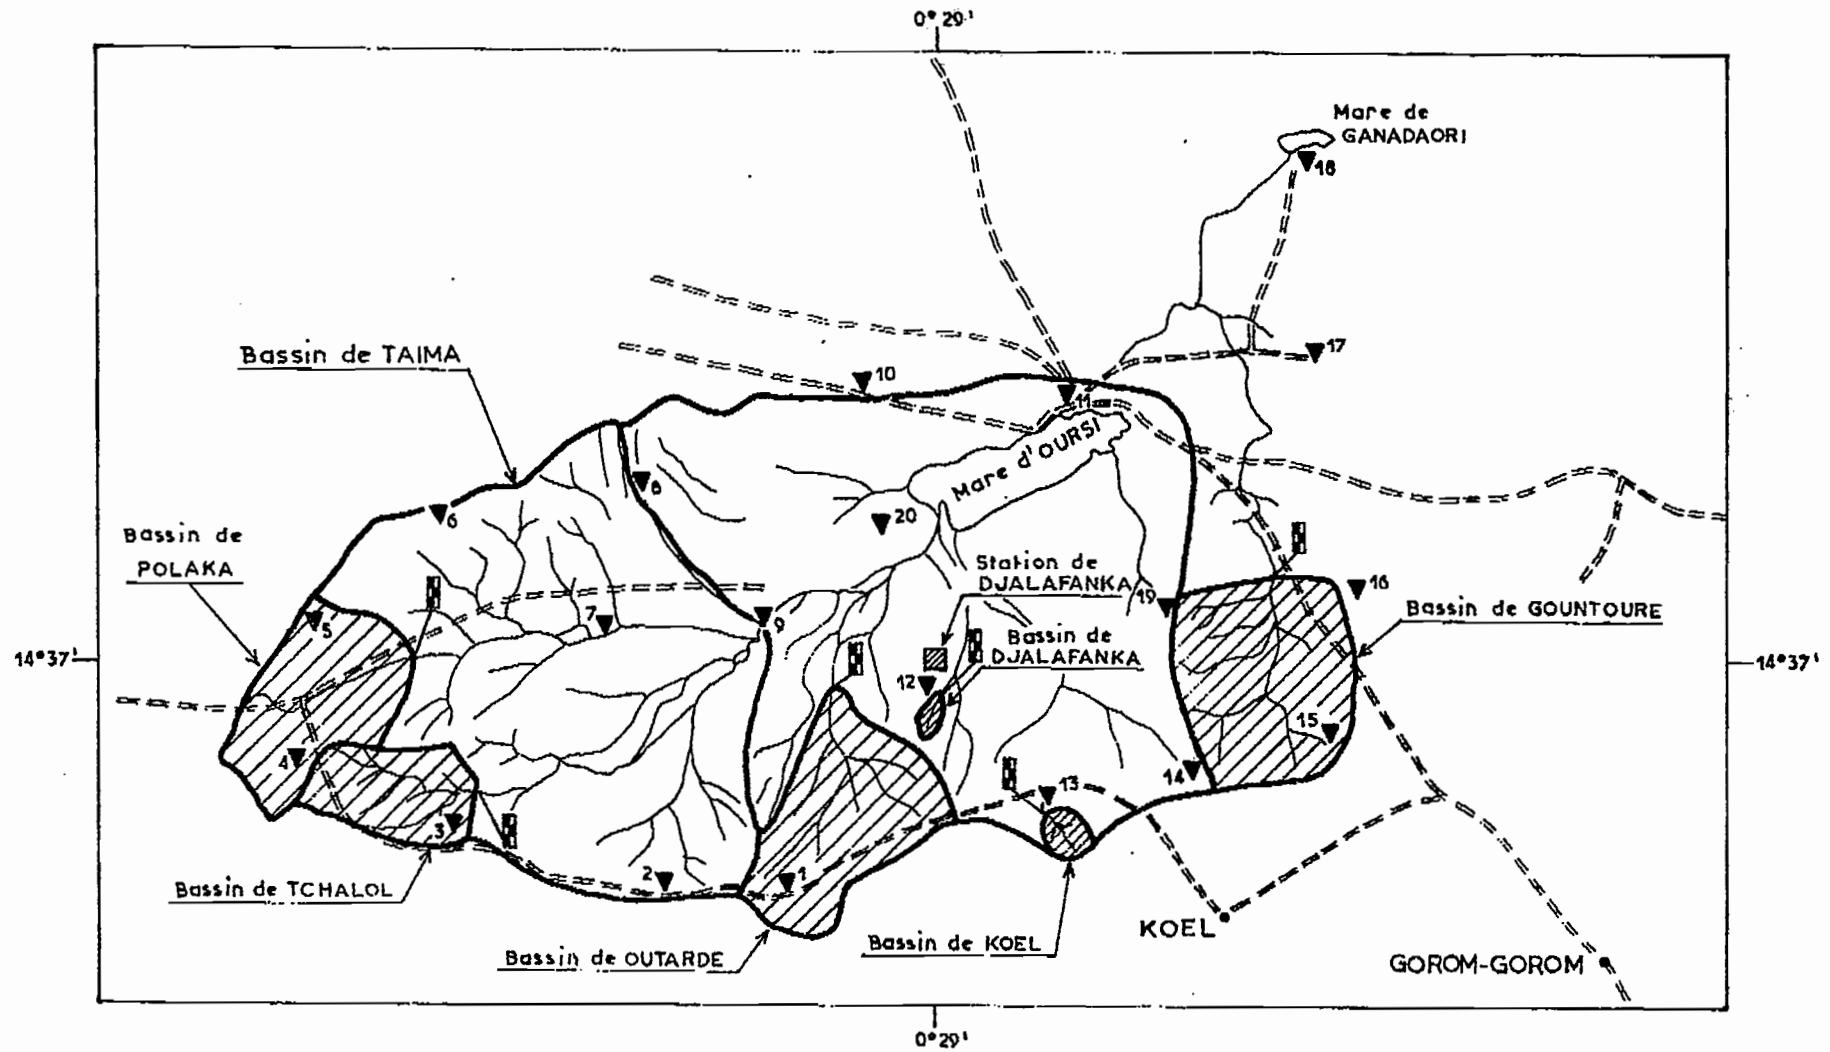 0° 29'
Mare de
GANADAORI
18
17
Bassin de TAIMA
10
11
Mare d'OURSI
8
6
20
Bassin de
POLAKA
Station de
DJALAFANKA
16
19
Bassin de GOUNTOURE
5
7
9
Bassin de
DJALAFANKA
14°37'
14°37'
12
15
4
14
13
3
2
1
Bassin de TCHALOL
KOEL
Bassin de KOEL
Bassin de OUTARDE
GOROM-GOROM
0°29'